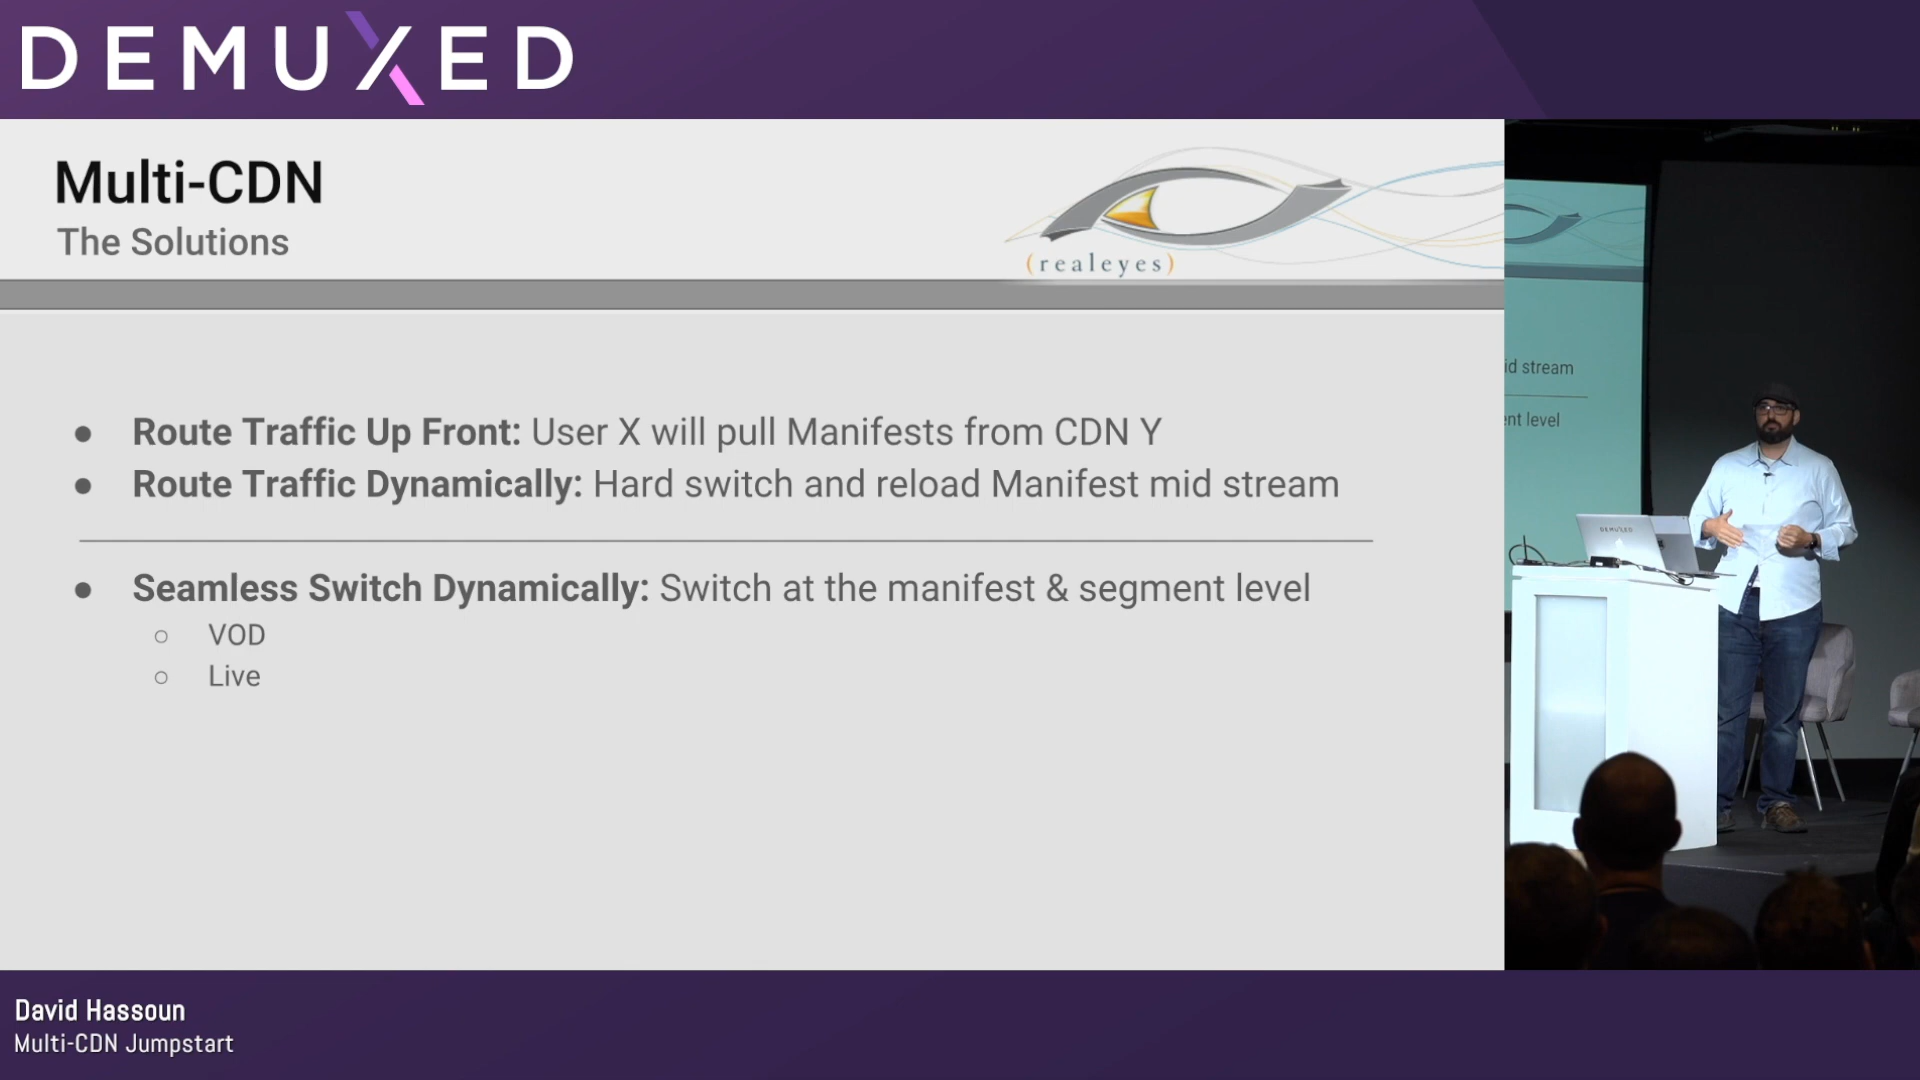 DEMUXED
Multi-CDN
The Solutions
(realeyes)
● Route Traffic Up Front: User X will pull Manifests from CDN Y
● Route Traffic Dynamically: Hard switch and reload Manifest mid stream
● Seamless Switch Dynamically: Switch at the manifest & segment level
○ VOD
○ Live
id stream
ent level
DEMUXED
David Hassoun
Multi-CDN Jumpstart